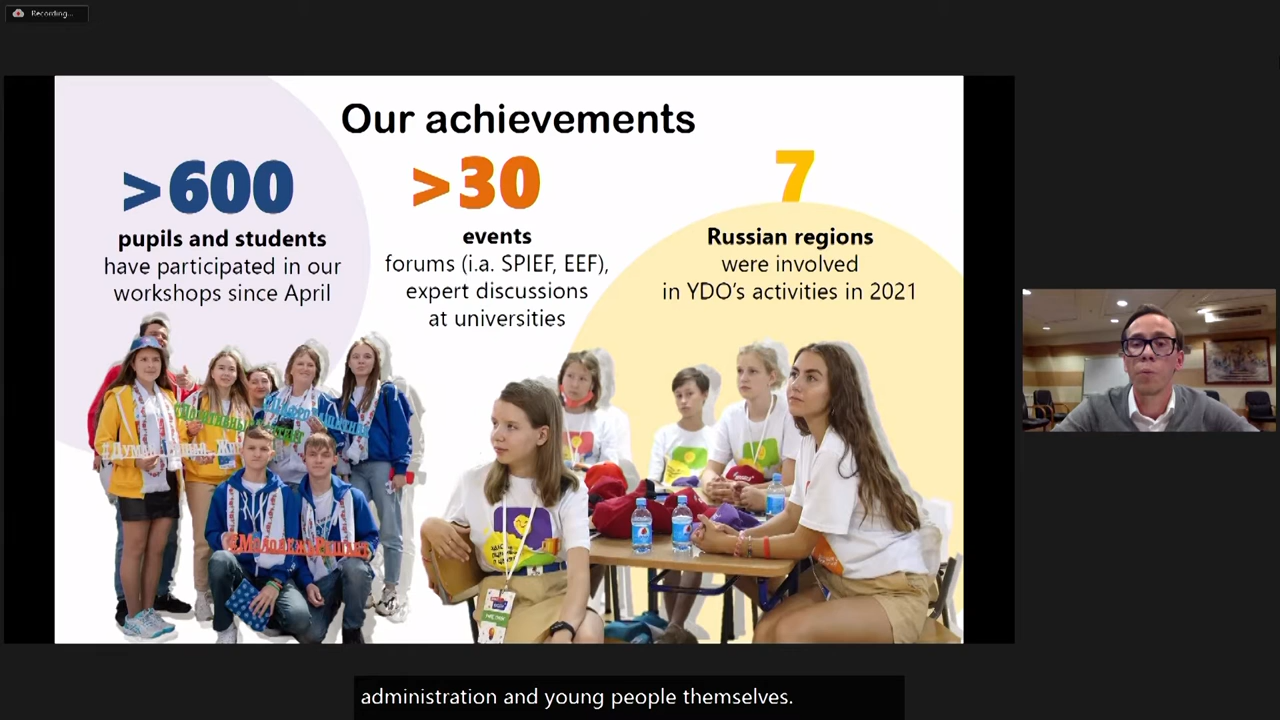 Recording...
Our achievements
>600
pupils and students
have participated in our
workshops since April
>30
events
forums (i.a. SPIEF, EEF),
expert discussions
at universities
7
Russian regions
were involved
in YDO's activities in 2021
#МолодежьРешает
administration and young people themselves.